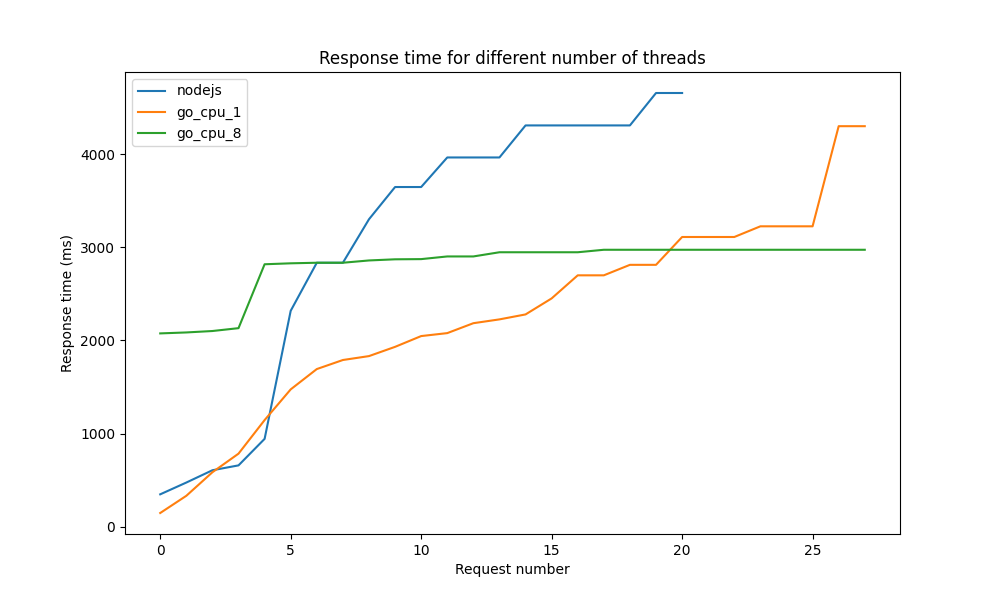 Response time for different number of threads
nodejs
go_cpu_1
go_cpu_8
Response time (ms)
4000
3000
2000
1000
0
0 5 10 15 20 25
Request number